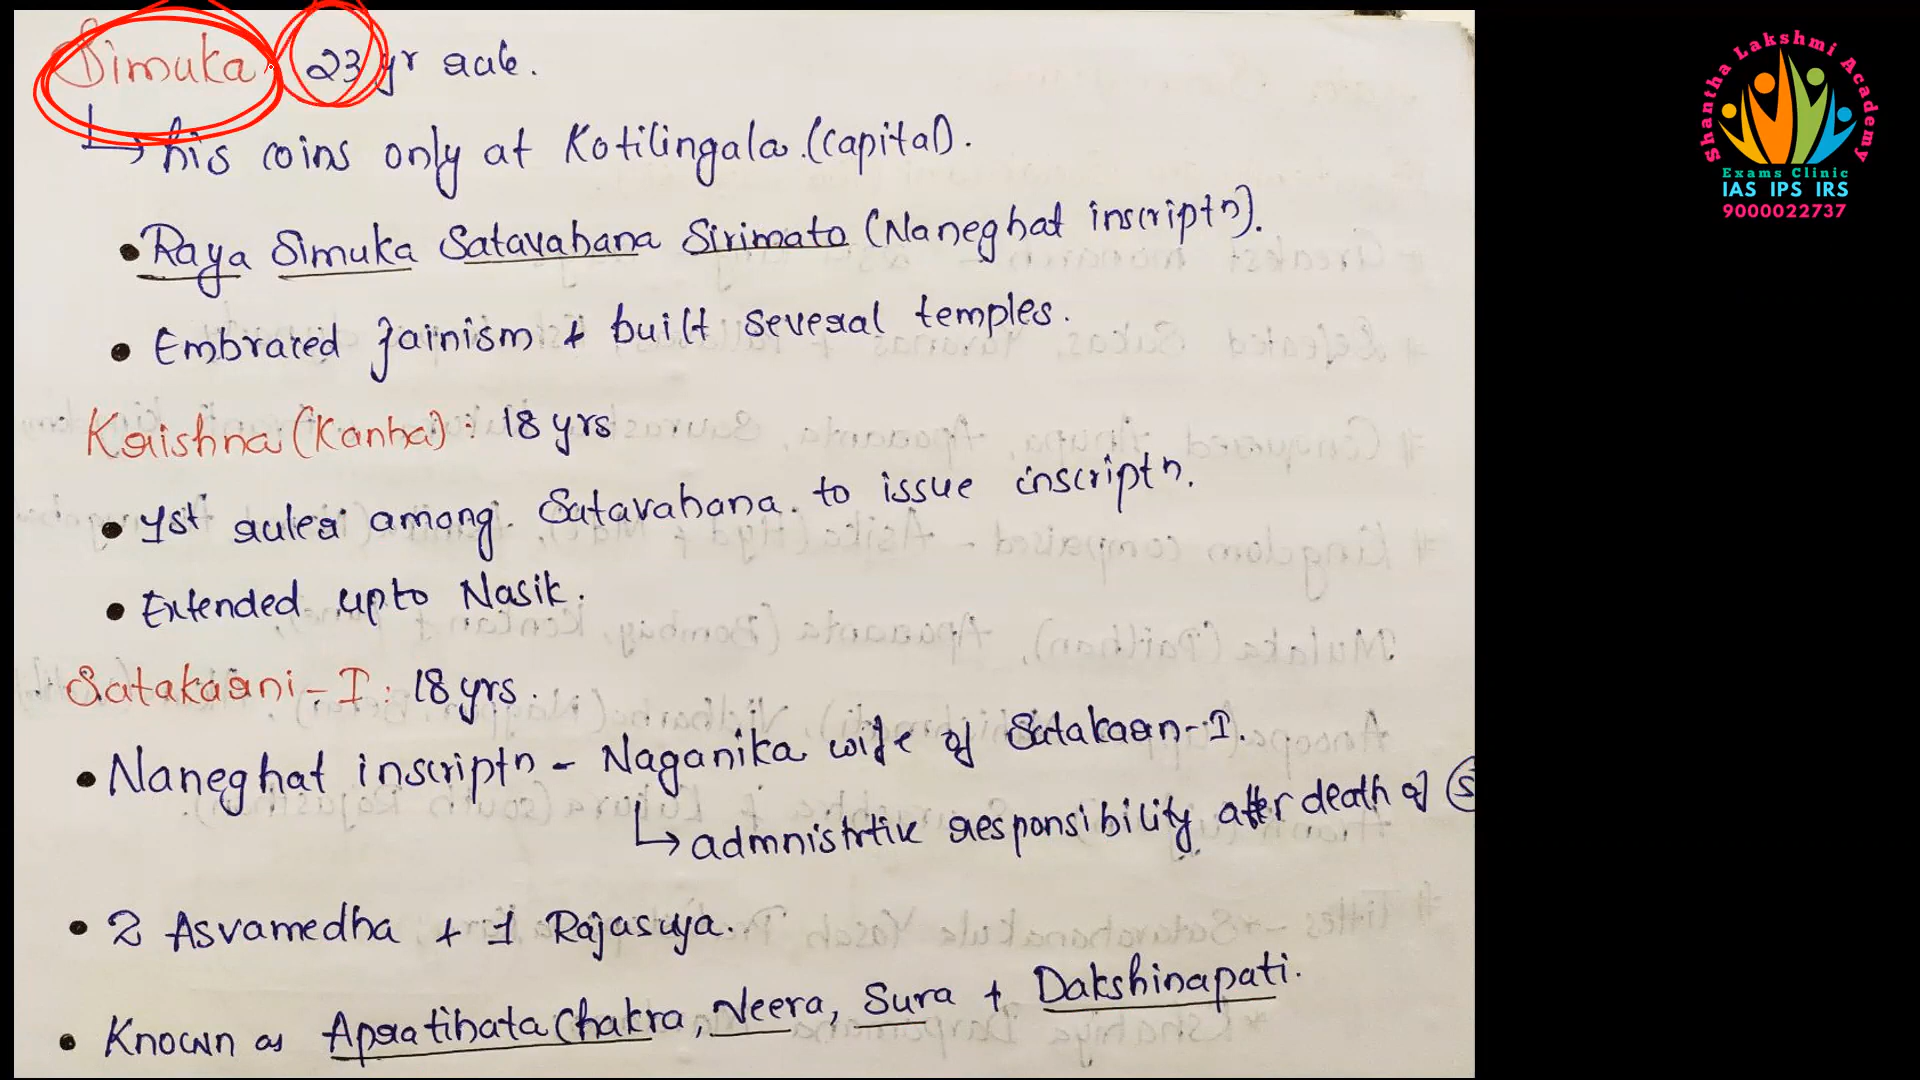 Simuka 23 yr rule.
↳ his coins only at Kotilingala. (capital).
• Raya Simuka Satavahana Sirimato (Naneghat inscriptn).
• Embraced Jainism + built several temples.
Krishna (Kanha) : 18 yrs
• 1st ruler among Satavahana. to issue inscriptn.
• Extended upto Nasik.
Satakarni - I : 18 yrs.
• Naneghat inscriptn - Naganika wife of Satakarn-I.
↳ admnistrtive responsibility after death of S
• 2 Asvamedha + 1 Rajasuya.
• Known as Apratihata Chakra, Veera, Sura + Dakshinapati.
Shantha Lakshmi Academy
Exams Clinic
IAS IPS IRS
9000022737